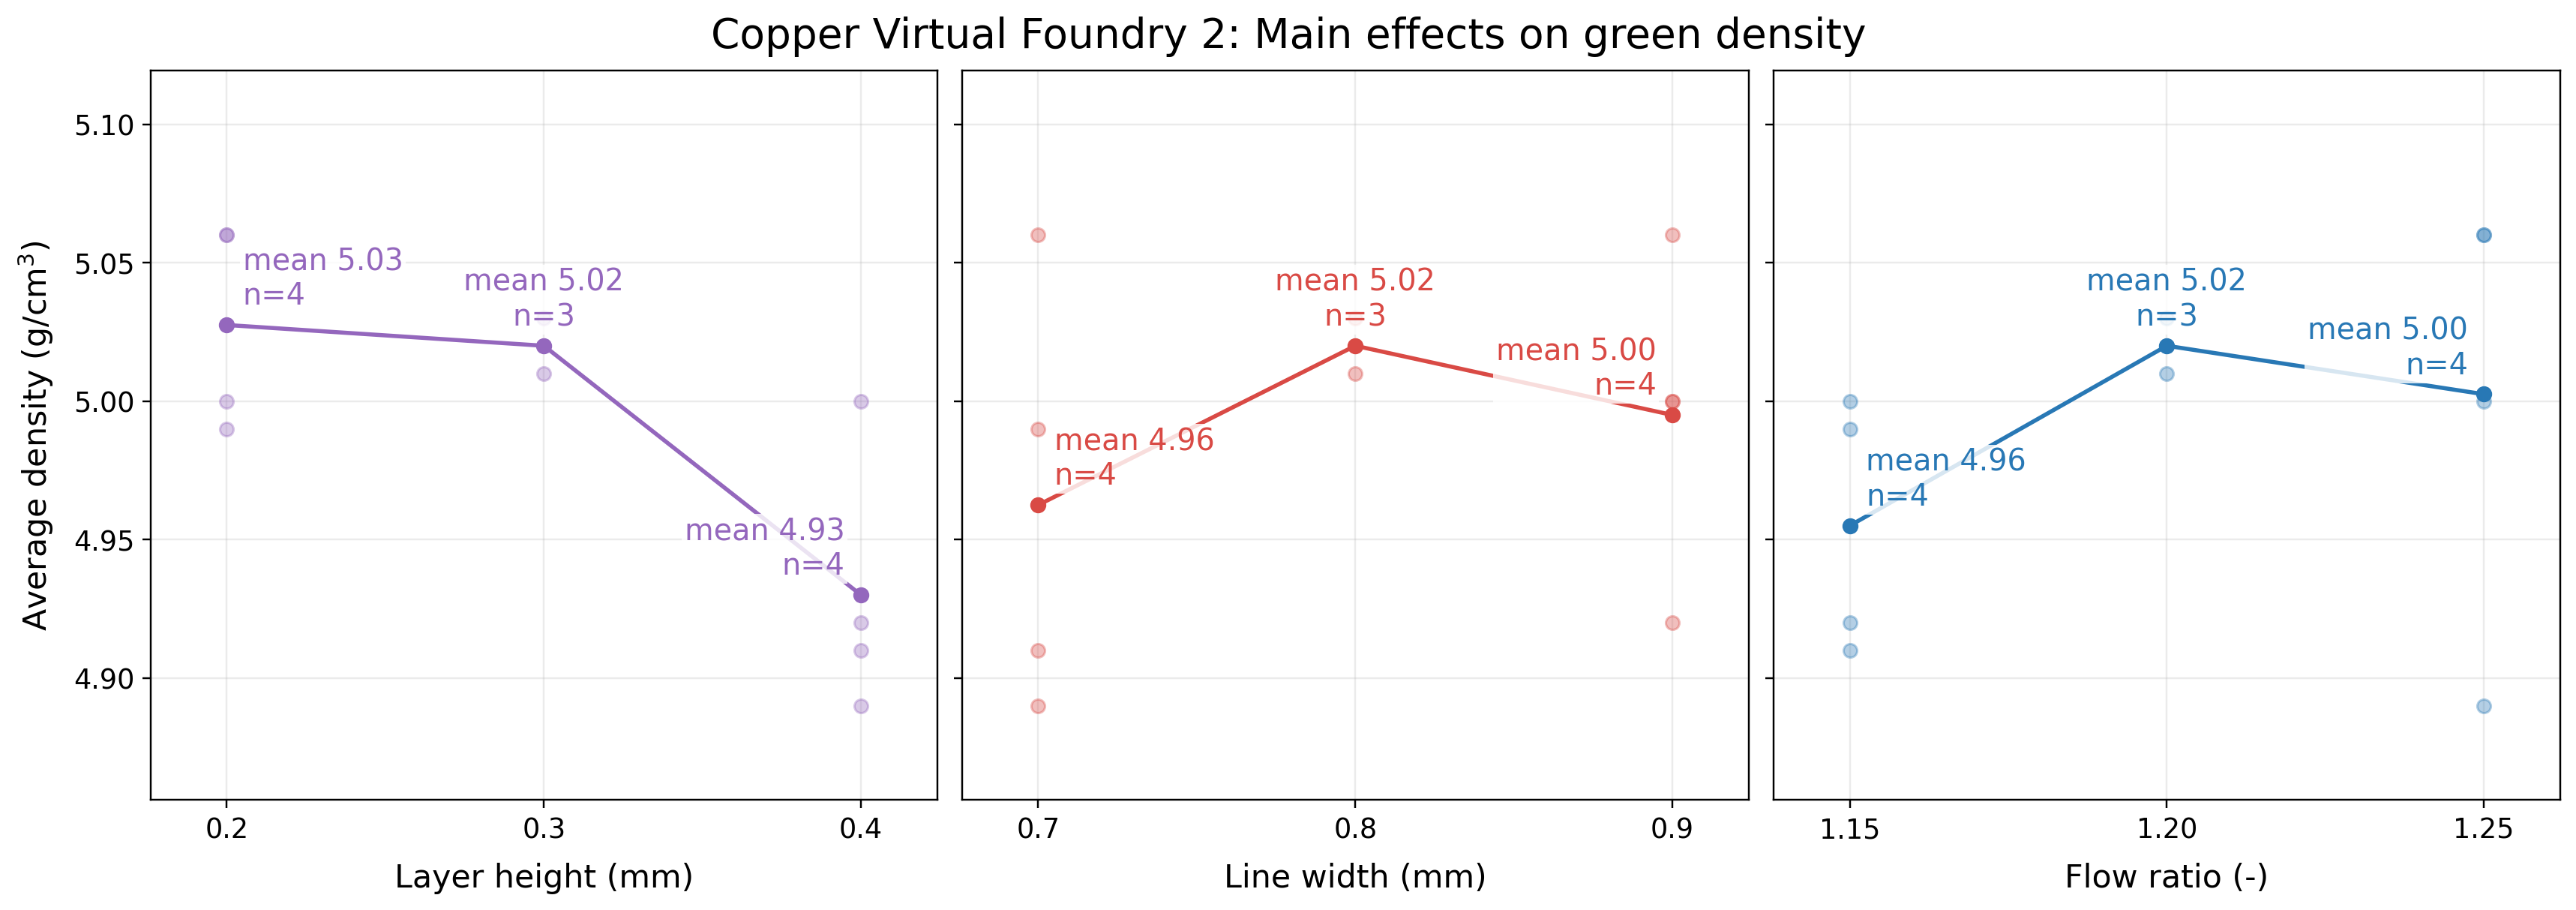 Copper Virtual Foundry 2: Main effects on green density
Average density (g/cm³)
5.10
5.05
5.00
4.95
4.90
mean 5.03
n=4
mean 5.02
n=3
mean 4.93
n=4
0.2
0.3
0.4
Layer height (mm)
mean 4.96
n=4
mean 5.02
n=3
mean 5.00
n=4
0.7
0.8
0.9
Line width (mm)
mean 4.96
n=4
mean 5.02
n=3
mean 5.00
n=4
1.15
1.20
1.25
Flow ratio (-)